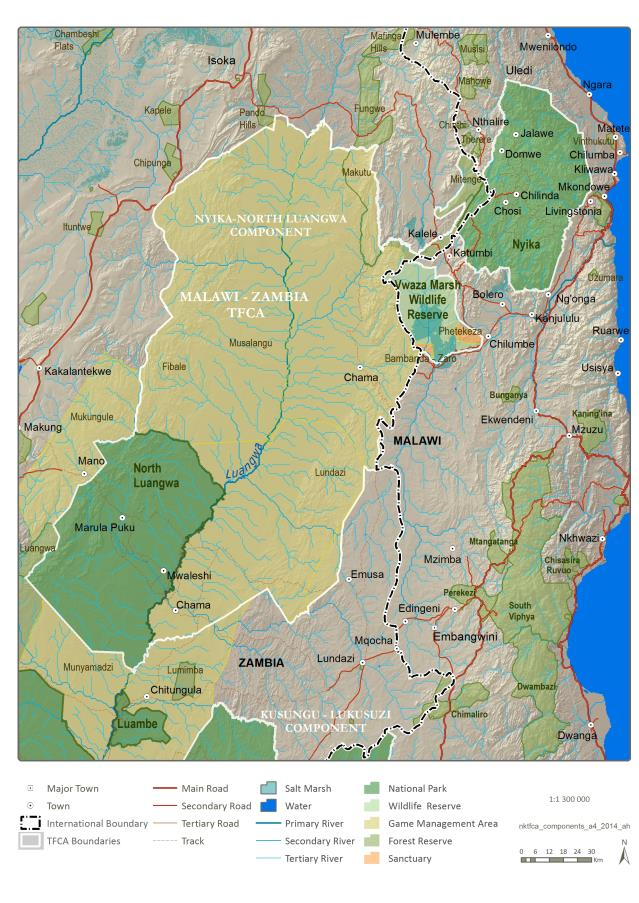 Chambeshi
Flats
Mafinga
Hills
Mulembe
Musisi
Mwenilondo
Isoka
Uledi
Mahowe
Ngara
Kapele
Pando
Hills
Fungwe
Nthalire
Matete
Jalawe
Vinthukutu
Therere
Chilumba
Domwe
Chipunga
Makutu
Mitenge
Kliwawa
Mkondowe
Chilinda
Chosi
Livingstonia
NYIKA-NORTH LUANGWA
COMPONENT
Ituntwe
Kalele
Nyika
Katumbi
Uzumara
Vwaza Marsh
Wildlife
Reserve
MALAWI - ZAMBIA
TFCA
Bolero
Ng'onga
Kanjululu
Phetekeza
Ruarwe
Musalangu
Chilumbe
Bambanda - Zaro
Fibale
Kakalantekwe
Chama
Usisya
Bunganya
Mukungule
Kaning'ina
Ekwendeni
Makung
Mzuzu
MALAWI
Mano
North
Luangwa
Luangwa
Lundazi
Marula Puku
Nkhwazi
Mtangatanga
Luangwa
Mzimba
Chisasira
Ruvuo
Mwaleshi
Emusa
Perekezi
Chama
Edingeni
South
Viphya
Embangwini
Mqocha
Munyamadzi
Lumimba
ZAMBIA
Lundazi
Chitungula
Dwambazi
Luambe
KUSUNGU - LUKUSUZI
COMPONENT
Chimaliro
Dwanga
Major Town
Town
International Boundary
TFCA Boundaries
Main Road
Secondary Road
Tertiary Road
Track
Salt Marsh
Water
Primary River
Secondary River
Tertiary River
National Park
Wildlife Reserve
Game Management Area
Forest Reserve
Sanctuary
1:1 300 000
nktfca_components_a4_2014_ah
N
0 6 12 18 24 30
Km